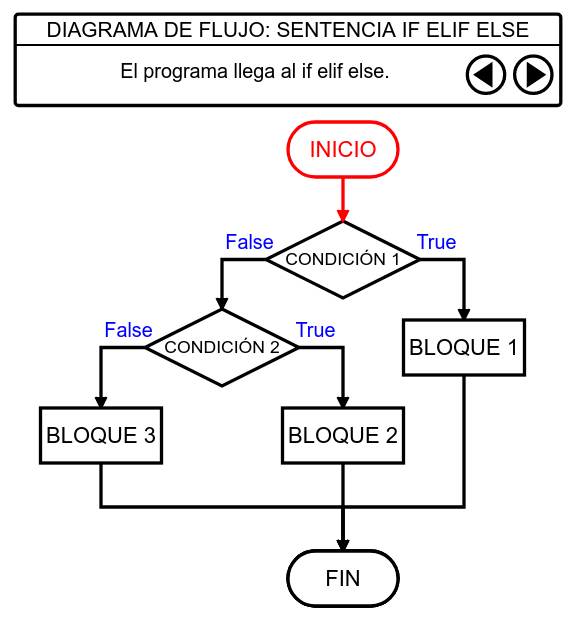 DIAGRAMA DE FLUJO: SENTENCIA IF ELIF ELSE
El programa llega al if elif else.
INICIO
False
True
CONDICIÓN 1
False
True
CONDICIÓN 2
BLOQUE 1
BLOQUE 3
BLOQUE 2
FIN